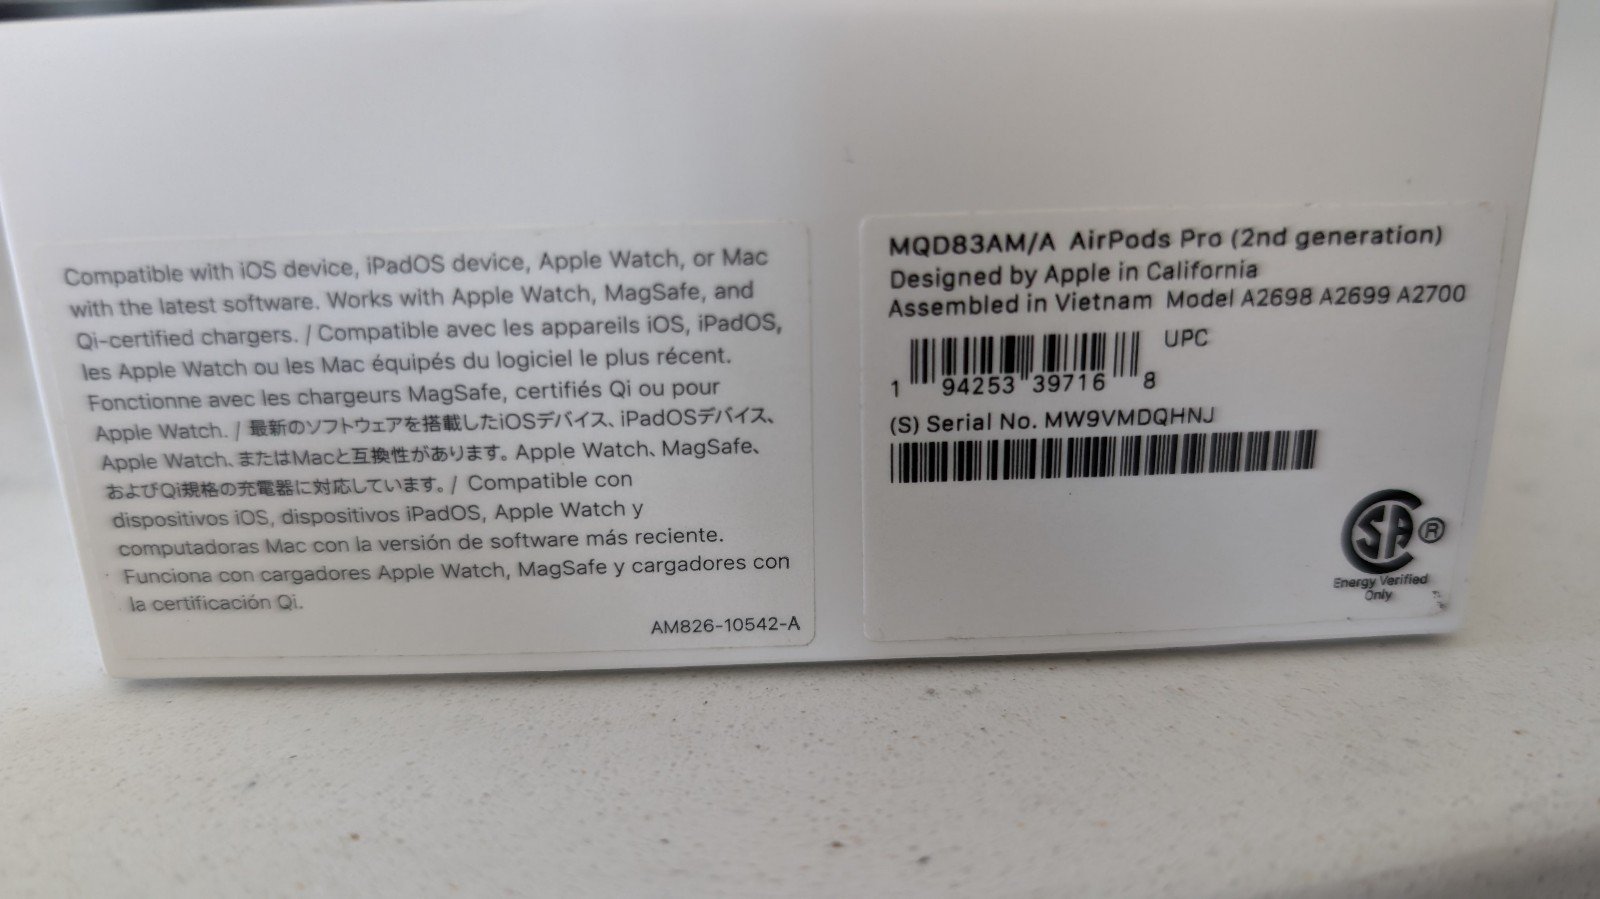 Compatible with iOS device, iPadOS device, Apple Watch, or Mac
with the latest software. Works with Apple Watch, MagSafe, and
Qi-certified chargers. / Compatible avec les appareils iOS, iPadOS,
les Apple Watch ou les Mac équipés du logiciel le plus récent.
Fonctionne avec les chargeurs MagSafe, certifiés Qi ou pour
Apple Watch. / 最新のソフトウェアを搭載したiOSデバイス、iPadOSデバイス、
Apple Watch、またはMacと互換性があります。Apple Watch、MagSafe、
およびQi規格の充電器に対応しています。/ Compatible con
dispositivos iOS, dispositivos iPadOS, Apple Watch y
computadoras Mac con la versión de software más reciente.
Funciona con cargadores Apple Watch, MagSafe y cargadores con
la certificación Qi.
AM826-10542-A
MQD83AM/A AirPods Pro (2nd generation)
Designed by Apple in California
Assembled in Vietnam Model A2698 A2699 A2700
UPC
1 94253 39716 8
(S) Serial No. MW9VMDQHNJ
SA ®
Energy Verified
Only